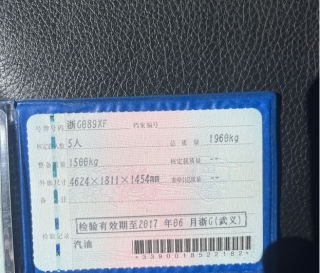 号牌号码 浙G089XF 档案编号
核定载人数 5人 总质量 1960kg
整备质量 1500kg 核定载质量 --
外廓尺寸 4624×1811×1454mm 准牵引总质量 --
备注
检验有效期至2017年06月浙G(武义)
检验记录
汽油
*3390018522162*